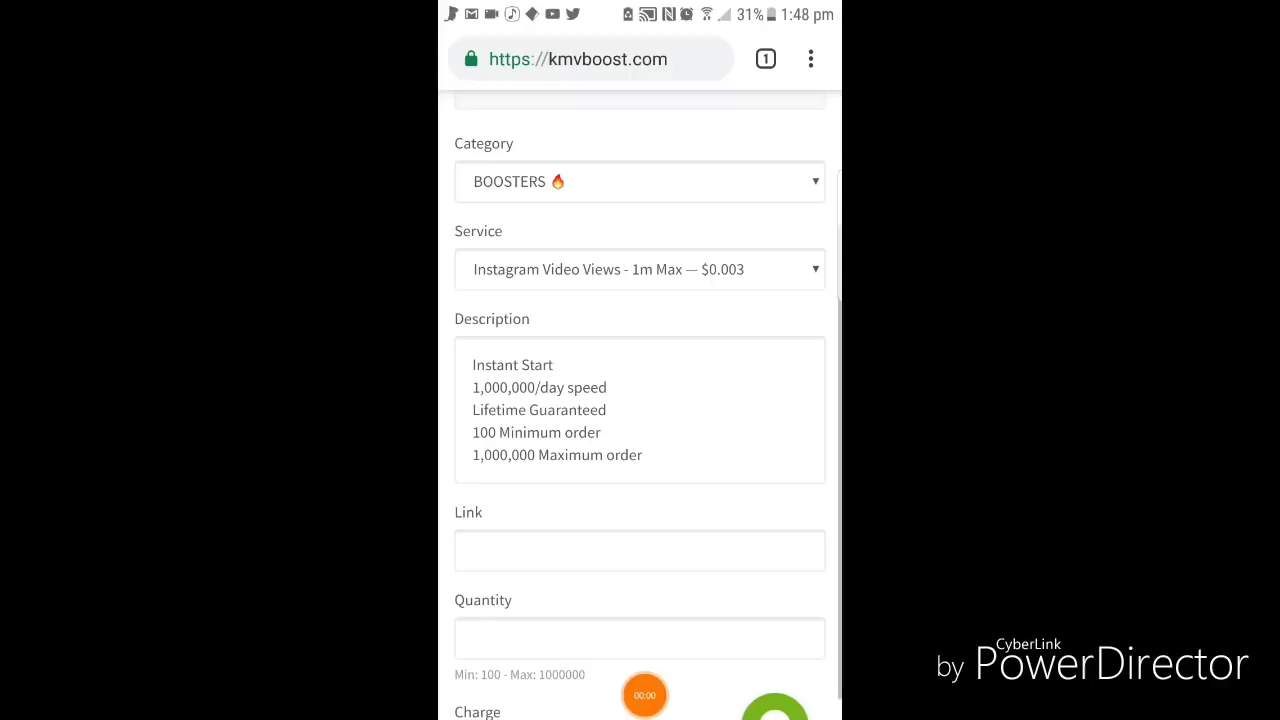 31% 1:48 pm
https://kmvboost.com 1
Category
BOOSTERS 🔥
Service
Instagram Video Views - 1m Max — $0.003
Description
Instant Start
1,000,000/day speed
Lifetime Guaranteed
100 Minimum order
1,000,000 Maximum order
Link
Quantity
Min: 100 - Max: 1000000
00:00
Charge
CyberLink
by PowerDirector